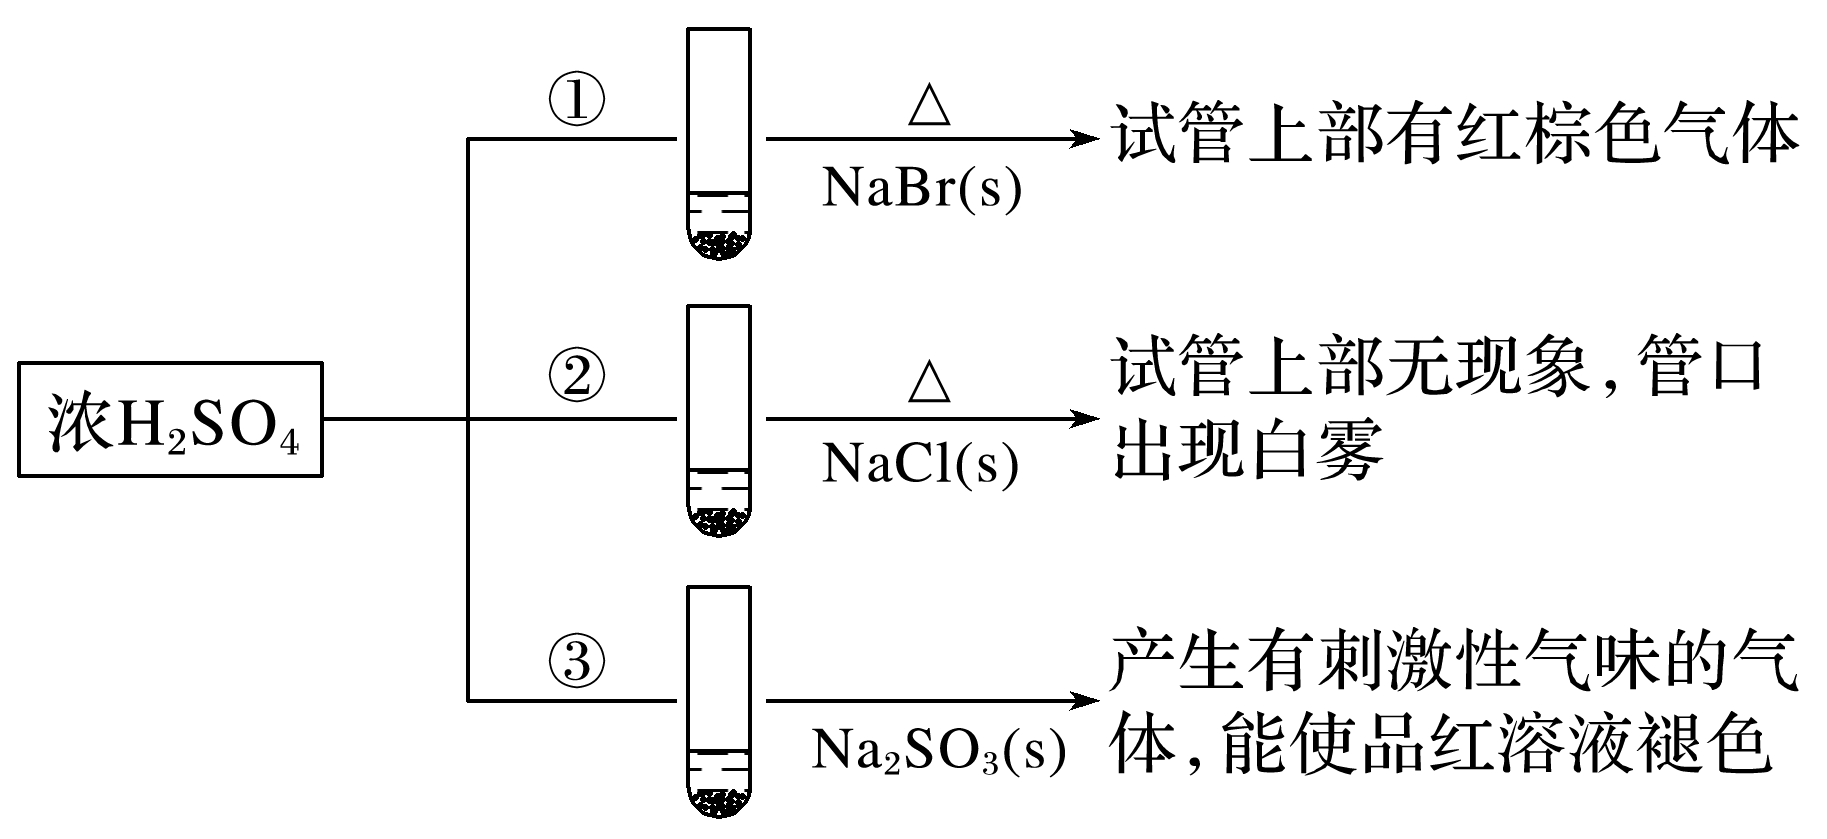 ①
△
NaBr(s)
试管上部有红棕色气体
浓H₂SO₄
②
△
NaCl(s)
试管上部无现象,管口
出现白雾
③
Na₂SO₃(s)
产生有刺激性气味的气
体,能使品红溶液褪色